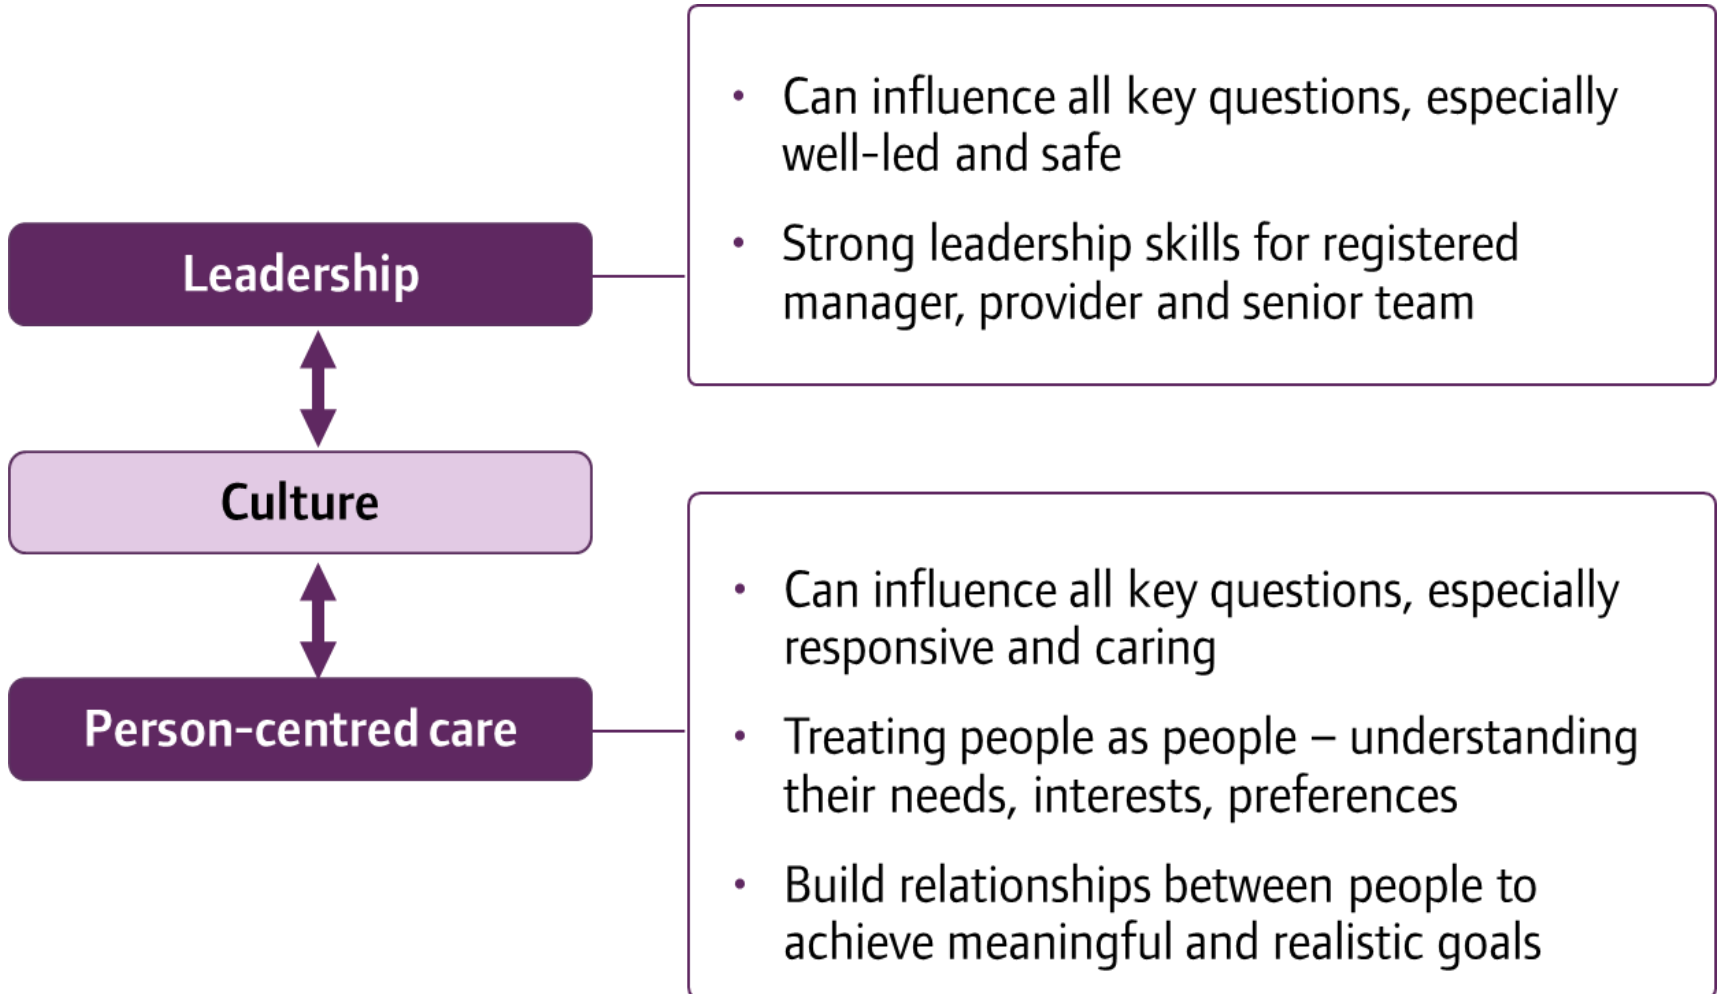 Leadership
• Can influence all key questions, especially
well-led and safe
• Strong leadership skills for registered
manager, provider and senior team
Culture
Person-centred care
• Can influence all key questions, especially
responsive and caring
• Treating people as people – understanding
their needs, interests, preferences
• Build relationships between people to
achieve meaningful and realistic goals